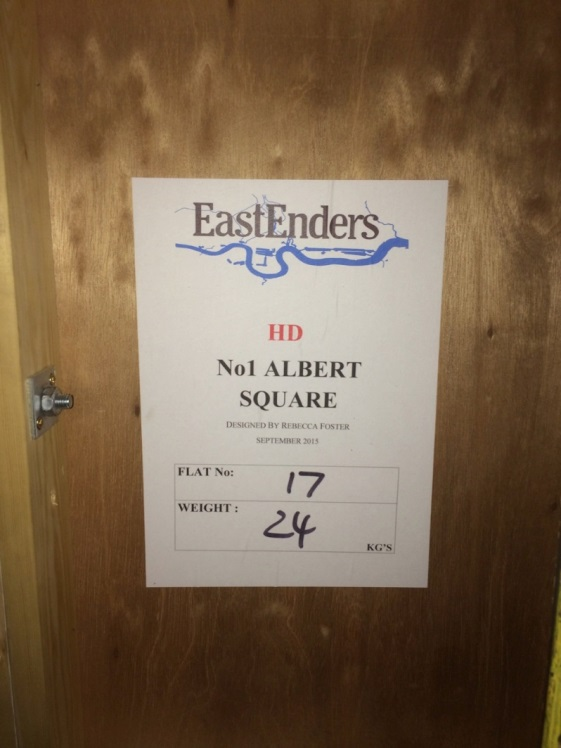 EastEnders
HD
No1 ALBERT
SQUARE
DESIGNED BY REBECCA FOSTER
SEPTEMBER 2015
FLAT No: 17
WEIGHT : 24
KG'S